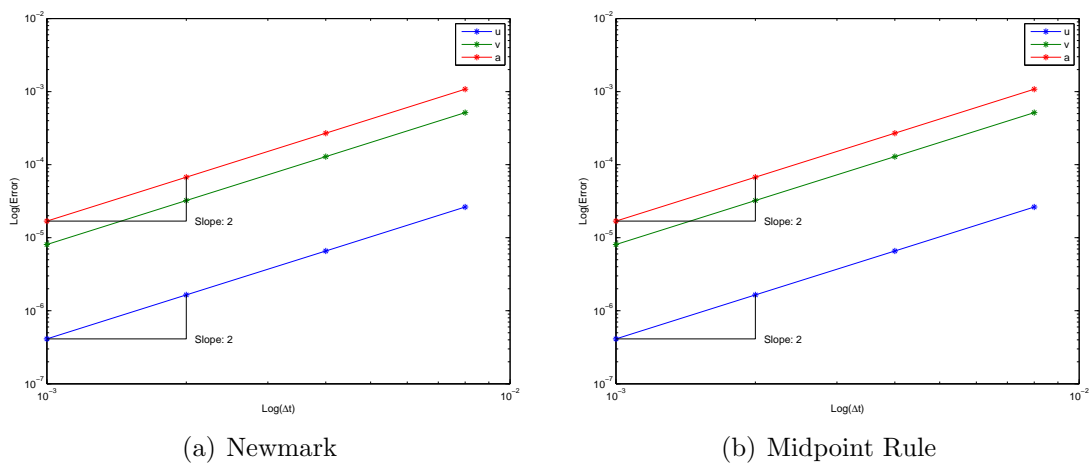 10⁻²
10⁻³
10⁻⁴
10⁻⁵
10⁻⁶
10⁻⁷
Log(Error)
u
v
a
Slope: 2
Slope: 2
10⁻³
10⁻²
Log(Δt)
(a) Newmark
10⁻²
10⁻³
10⁻⁴
10⁻⁵
10⁻⁶
10⁻⁷
Log(Error)
u
v
a
Slope: 2
Slope: 2
10⁻³
10⁻²
Log(Δt)
(b) Midpoint Rule